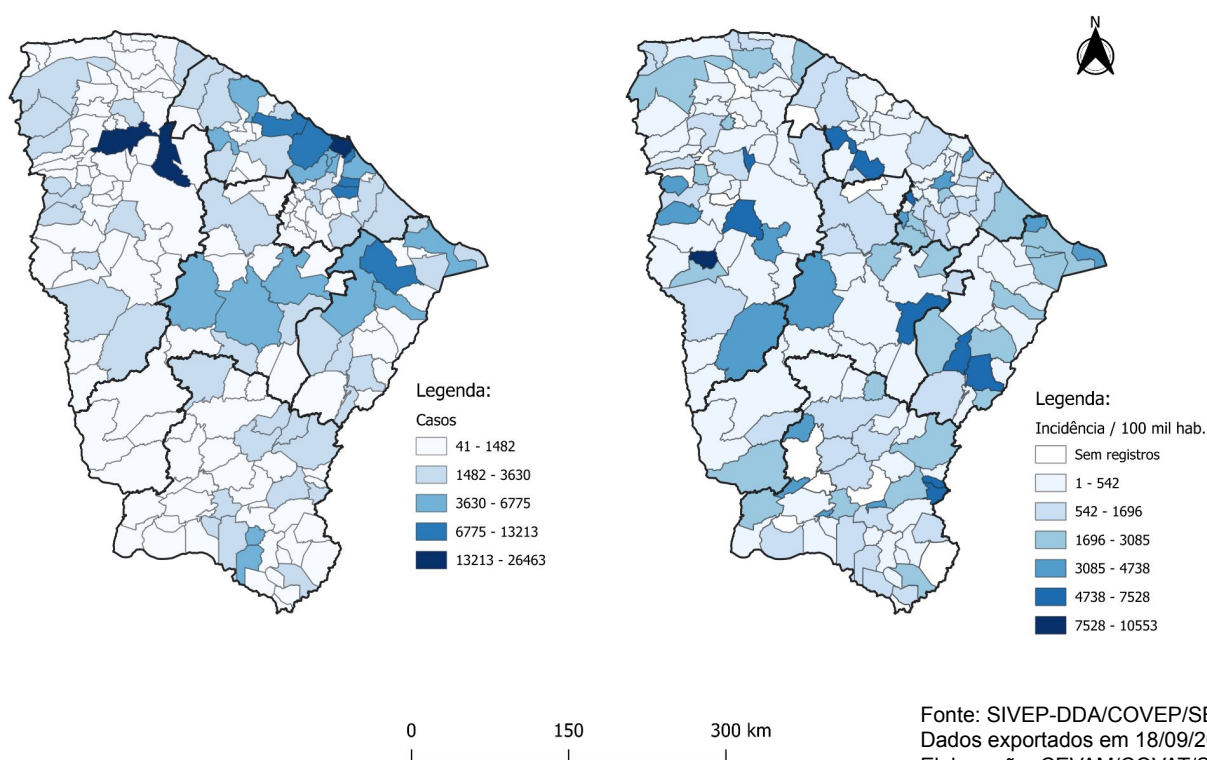 N
Legenda:
Casos
41 - 1482
1482 - 3630
3630 - 6775
6775 - 13213
13213 - 26463
Legenda:
Incidência / 100 mil hab.
Sem registros
1 - 542
542 - 1696
1696 - 3085
3085 - 4738
4738 - 7528
7528 - 10553
0 150 300 km
Fonte: SIVEP-DDA/COVEP/SE
Dados exportados em 18/09/20